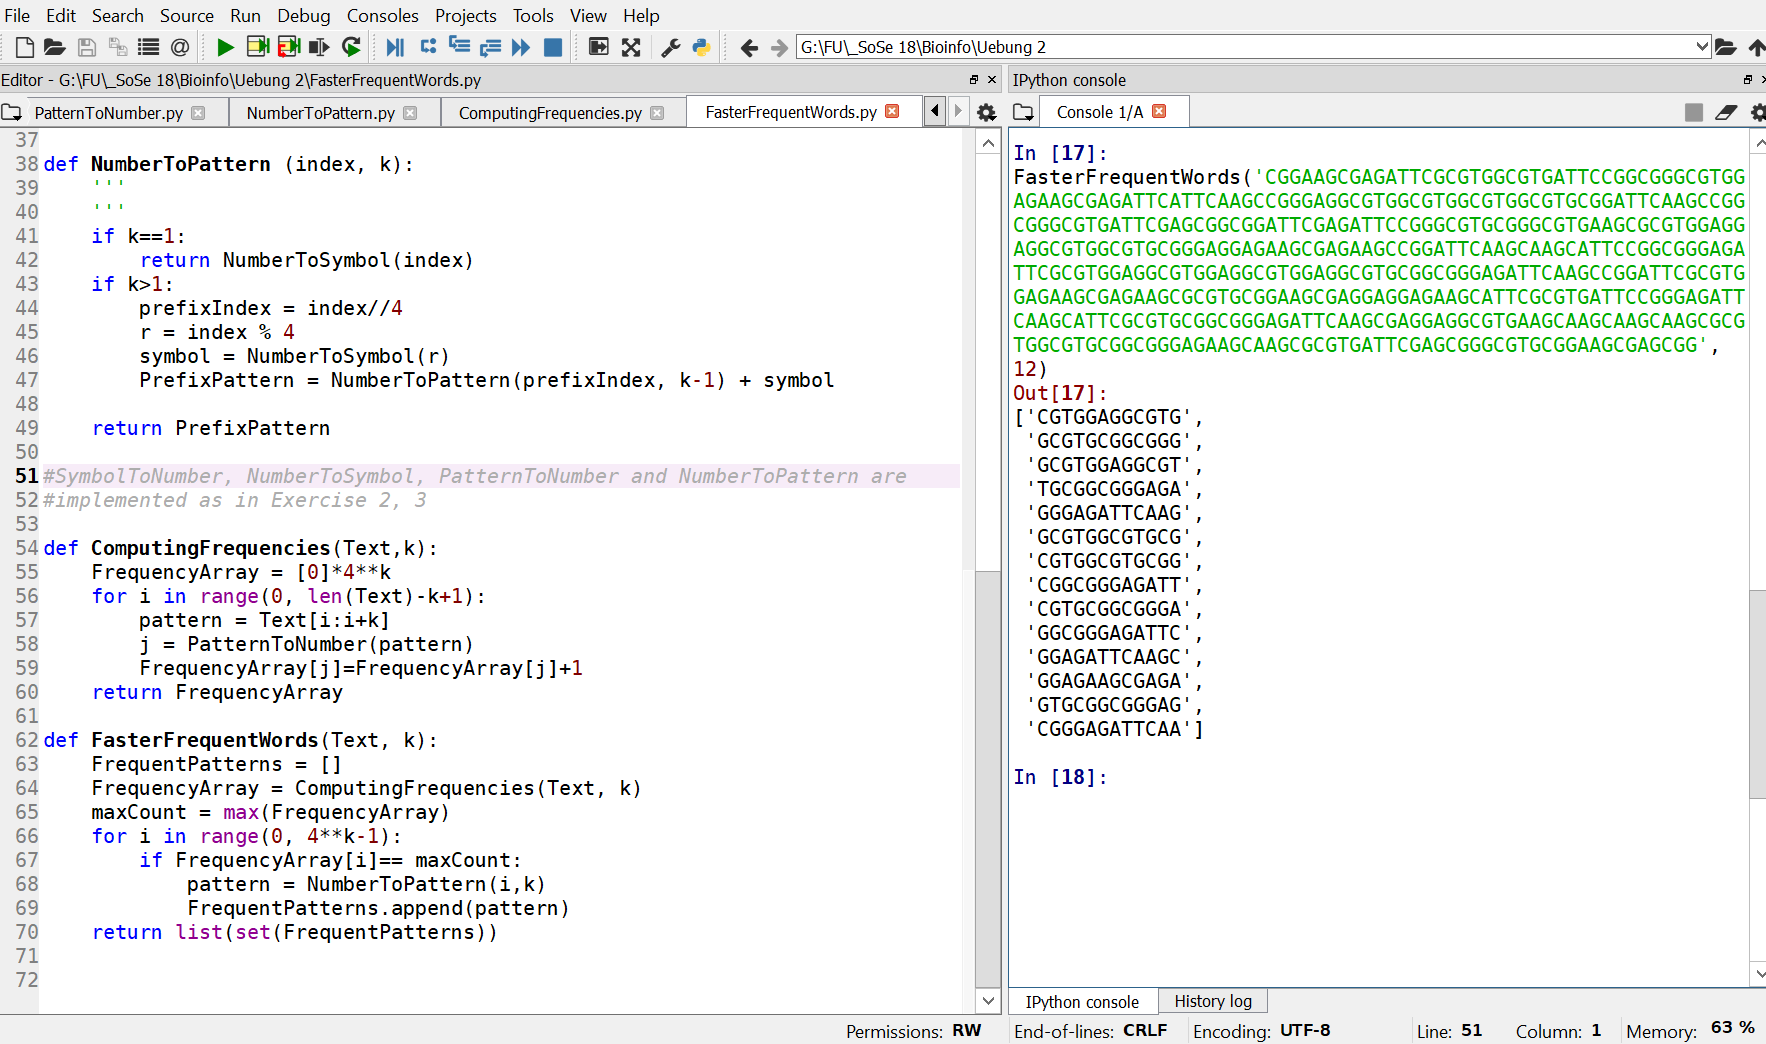 File Edit Search Source Run Debug Consoles Projects Tools View Help
G:\FU\_SoSe 18\Bioinfo\Uebung 2
Editor - G:\FU\_SoSe 18\Bioinfo\Uebung 2\FasterFrequentWords.py
PatternToNumber.py NumberToPattern.py ComputingFrequencies.py FasterFrequentWords.py
37
38 def NumberToPattern (index, k):
39     '''
40     '''
41     if k==1:
42         return NumberToSymbol(index)
43     if k>1:
44         prefixIndex = index//4
45         r = index % 4
46         symbol = NumberToSymbol(r)
47         PrefixPattern = NumberToPattern(prefixIndex, k-1) + symbol
48
49     return PrefixPattern
50
51 #SymbolToNumber, NumberToSymbol, PatternToNumber and NumberToPattern are
52 #implemented as in Exercise 2, 3
53
54 def ComputingFrequencies(Text,k):
55     FrequencyArray = [0]*4**k
56     for i in range(0, len(Text)-k+1):
57         pattern = Text[i:i+k]
58         j = PatternToNumber(pattern)
59         FrequencyArray[j]=FrequencyArray[j]+1
60     return FrequencyArray
61
62 def FasterFrequentWords(Text, k):
63     FrequentPatterns = []
64     FrequencyArray = ComputingFrequencies(Text, k)
65     maxCount = max(FrequencyArray)
66     for i in range(0, 4**k-1):
67         if FrequencyArray[i]== maxCount:
68             pattern = NumberToPattern(i,k)
69             FrequentPatterns.append(pattern)
70     return list(set(FrequentPatterns))
71
72
IPython console
Console 1/A
In [17]:
FasterFrequentWords('CGGAAGCGAGATTCGCGTGGCGTGATTCCGGCGGGCGTGG
AGAAGCGAGATTCATTCAAGCCGGGAGGCGTGGCGTGGCGTGGCGTGCGGATTCAAGCCGG
CGGGCGTGATTCGAGCGGCGGATTCGAGATTCCGGGCGTGCGGGCGTGAAGCGCGTGGAGG
AGGCGTGGCGTGCGGGAGGAGAAGCGAGAAGCCGGATTCAAGCAAGCATTCCGGCGGGAGA
TTCGCGTGGAGGCGTGGAGGCGTGGAGGCGTGCGGCGGGAGATTCAAGCCGGATTCGCGTG
GAGAAGCGAGAAGCGCGTGCGGAAGCGAGGAGGAGAAGCATTCGCGTGATTCCGGGAGATT
CAAGCATTCGCGTGCGGCGGGAGATTCAAGCGAGGAGGCGTGAAGCAAGCAAGCAAGCGCG
TGGCGTGCGGCGGGAGAAGCAAGCGCGTGATTCGAGCGGGCGTGCGGAAGCGAGCGG',
12)
Out[17]:
['CGTGGAGGCGTG',
 'GCGTGCGGCGGG',
 'GCGTGGAGGCGT',
 'TGCGGCGGGAGA',
 'GGGAGATTCAAG',
 'GCGTGGCGTGCG',
 'CGTGGCGTGCGG',
 'CGGCGGGAGATT',
 'CGTGCGGCGGGA',
 'GGCGGGAGATTC',
 'GGAGATTCAAGC',
 'GGAGAAGCGAGA',
 'GTGCGGCGGGAG',
 'CGGGAGATTCAA']
In [18]:
IPython console History log
Permissions: RW End-of-lines: CRLF Encoding: UTF-8 Line: 51 Column: 1 Memory: 63 %